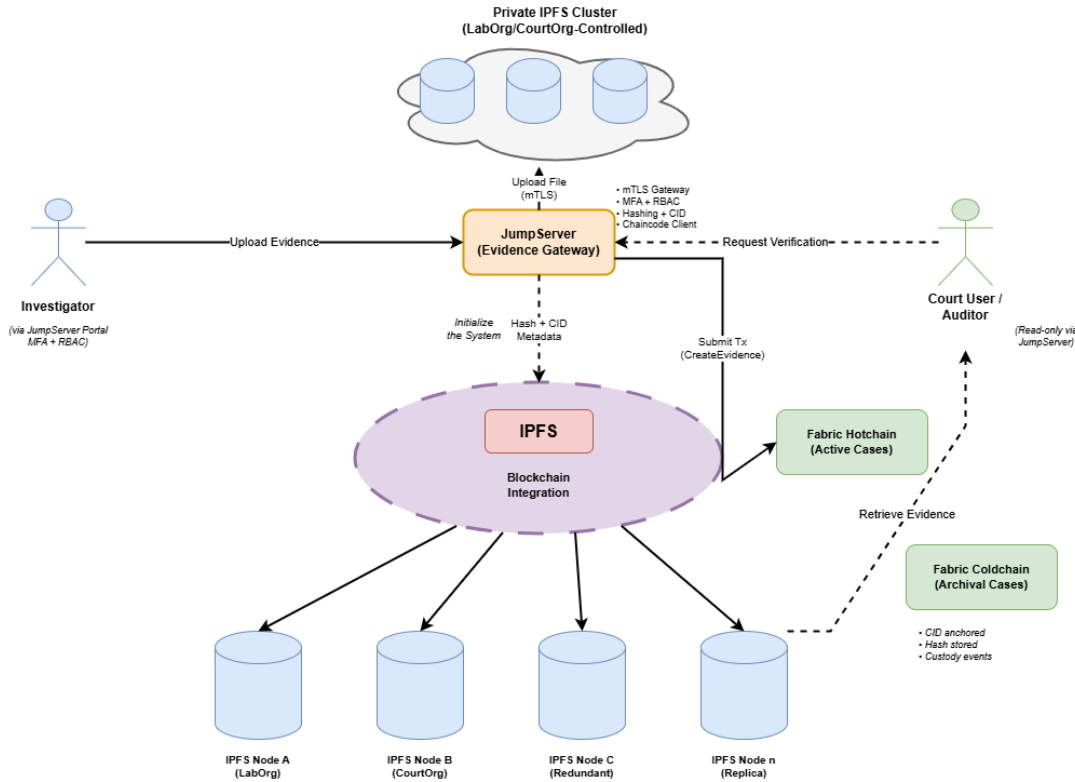 Private IPFS Cluster
(LabOrg/CourtOrg-Controlled)
Upload File
(mTLS)
• mTLS Gateway
• MFA + RBAC
• Hashing + CID
• Chaincode Client
JumpServer
(Evidence Gateway)
Upload Evidence
Request Verification
Investigator
(via JumpServer Portal
MFA + RBAC)
Court User /
Auditor
(Read-only via
JumpServer)
Initialize
the System
Hash + CID
Metadata
Submit Tx
(CreateEvidence)
IPFS
Blockchain
Integration
Fabric Hotchain
(Active Cases)
Retrieve Evidence
Fabric Coldchain
(Archival Cases)
• CID anchored
• Hash stored
• Custody events
IPFS Node A
(LabOrg)
IPFS Node B
(CourtOrg)
IPFS Node C
(Redundant)
IPFS Node n
(Replica)